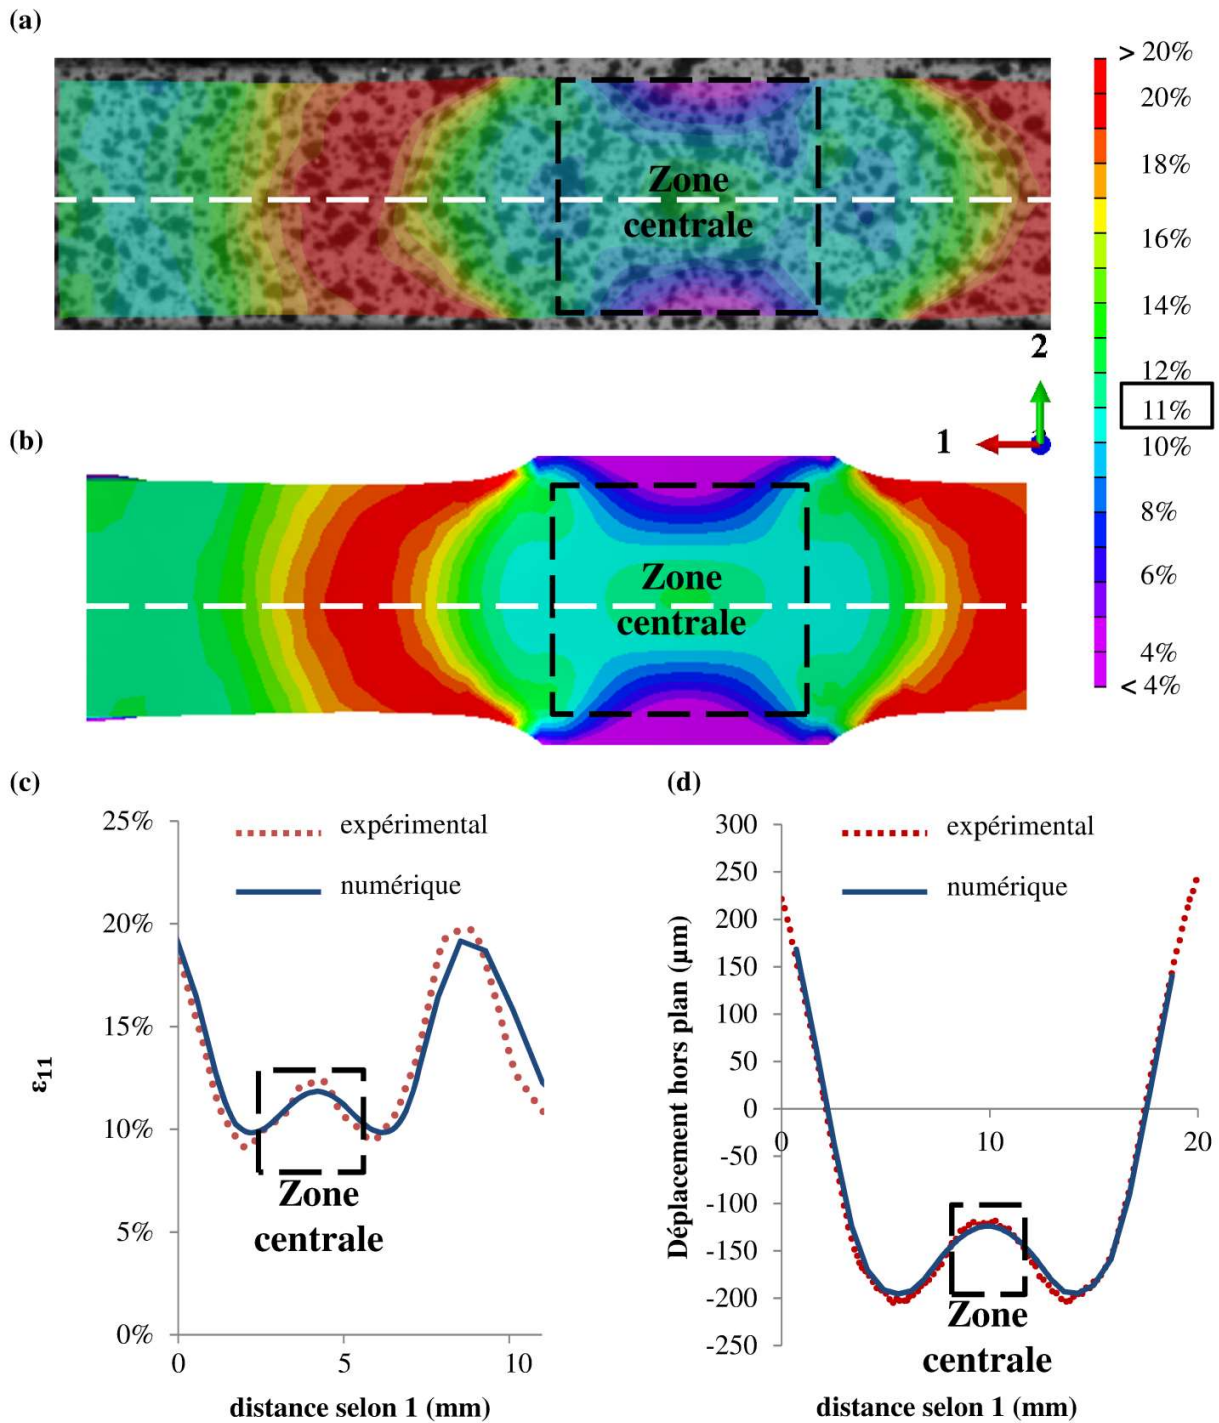 (a)
Zone
centrale
> 20%
20%
18%
16%
14%
12%
11%
10%
8%
6%
4%
< 4%
2
1
(b)
Zone
centrale
(c)
25%
20%
15%
10%
5%
0%
ε11
expérimental
numérique
Zone
centrale
0
5
10
distance selon 1 (mm)
(d)
300
250
200
150
100
50
0
-50
-100
-150
-200
-250
Déplacement hors plan (µm)
expérimental
numérique
0
10
20
Zone
centrale
distance selon 1 (mm)